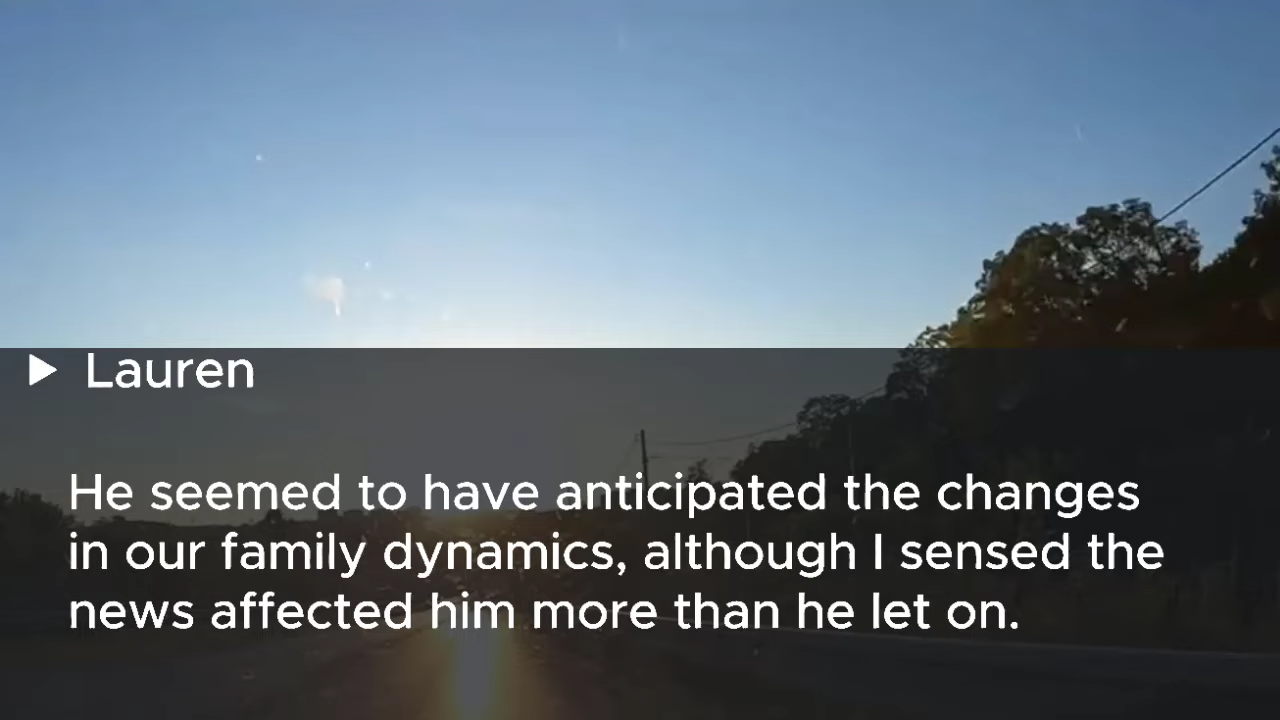 Lauren
He seemed to have anticipated the changes
in our family dynamics, although I sensed the
news affected him more than he let on.